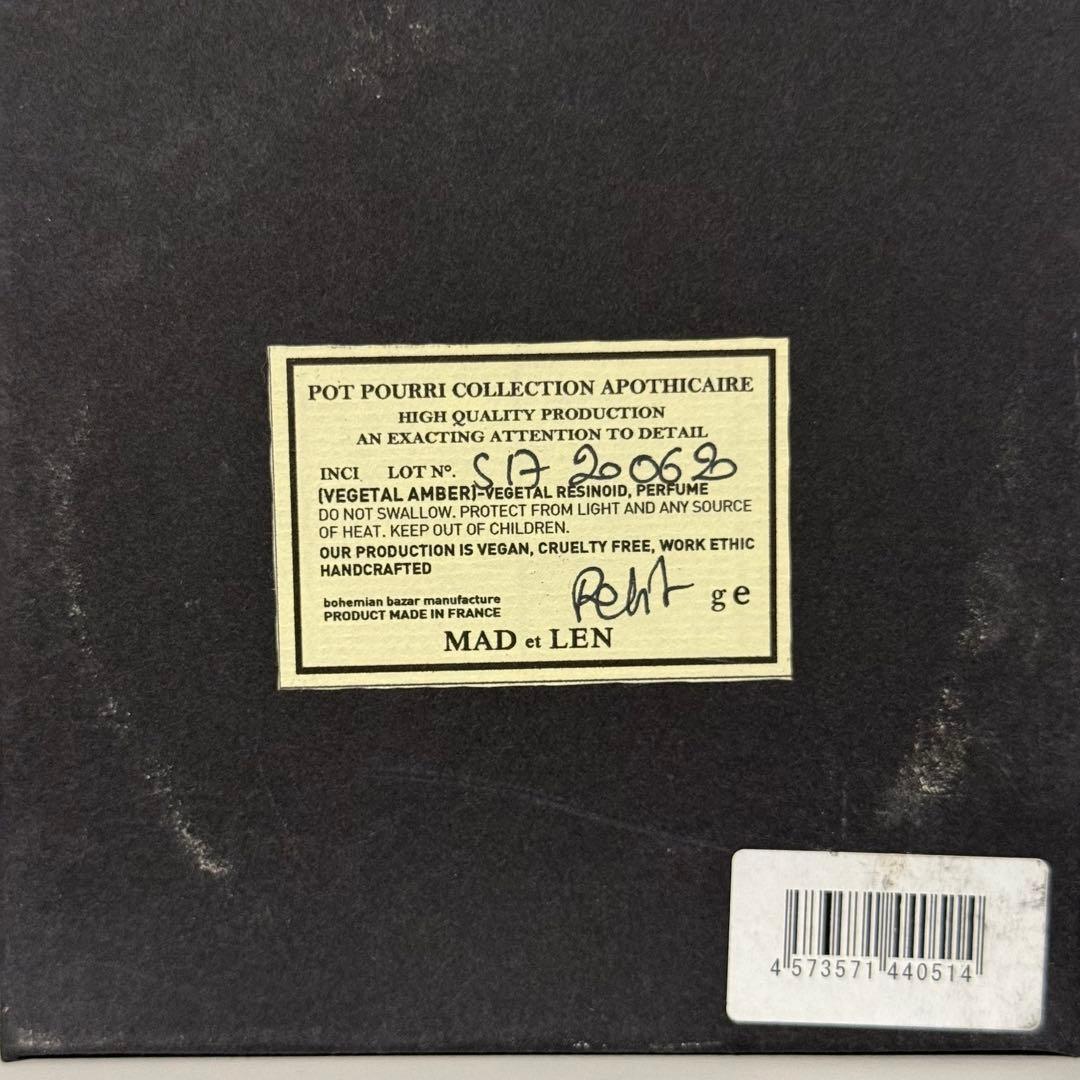 POT POURRI COLLECTION APOTHICAIRE
HIGH QUALITY PRODUCTION
AN EXACTING ATTENTION TO DETAIL
INCI LOT Nº. S17 200620
(VEGETAL AMBER)-VEGETAL RESINOID, PERFUME
DO NOT SWALLOW. PROTECT FROM LIGHT AND ANY SOURCE
OF HEAT. KEEP OUT OF CHILDREN.
OUR PRODUCTION IS VEGAN, CRUELTY FREE, WORK ETHIC
HANDCRAFTED
bohemian bazar manufacture
PRODUCT MADE IN FRANCE
g e
MAD et LEN
4 573571 440514